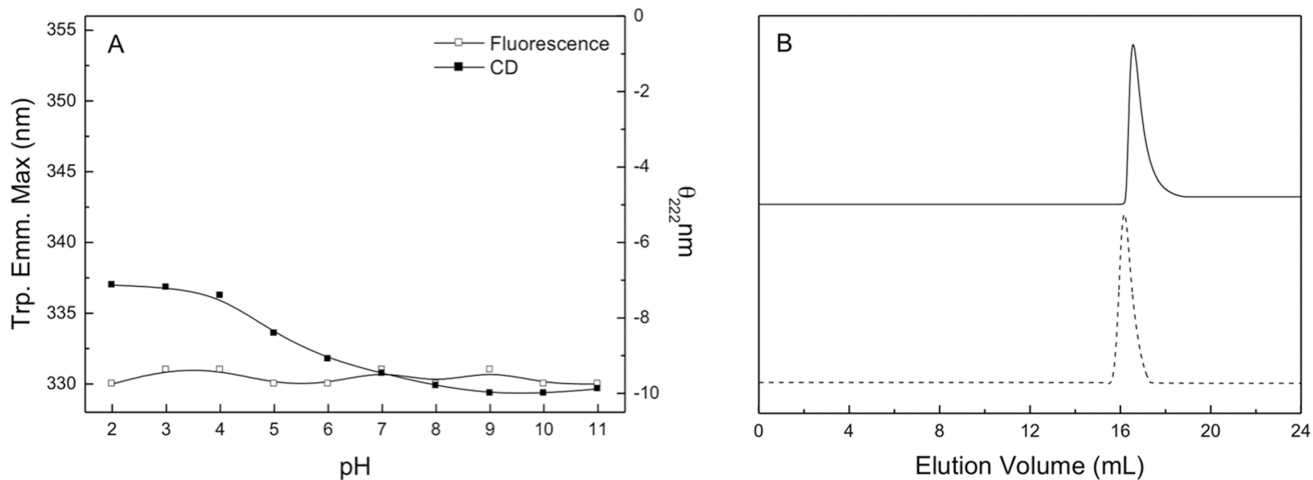 A
Fluorescence
CD
355
350
345
340
335
330
Trp. Emm. Max (nm)
0
-2
-4
-6
-8
-10
θ222nm
2 3 4 5 6 7 8 9 10 11
pH
B
0 4 8 12 16 20 24
Elution Volume (mL)